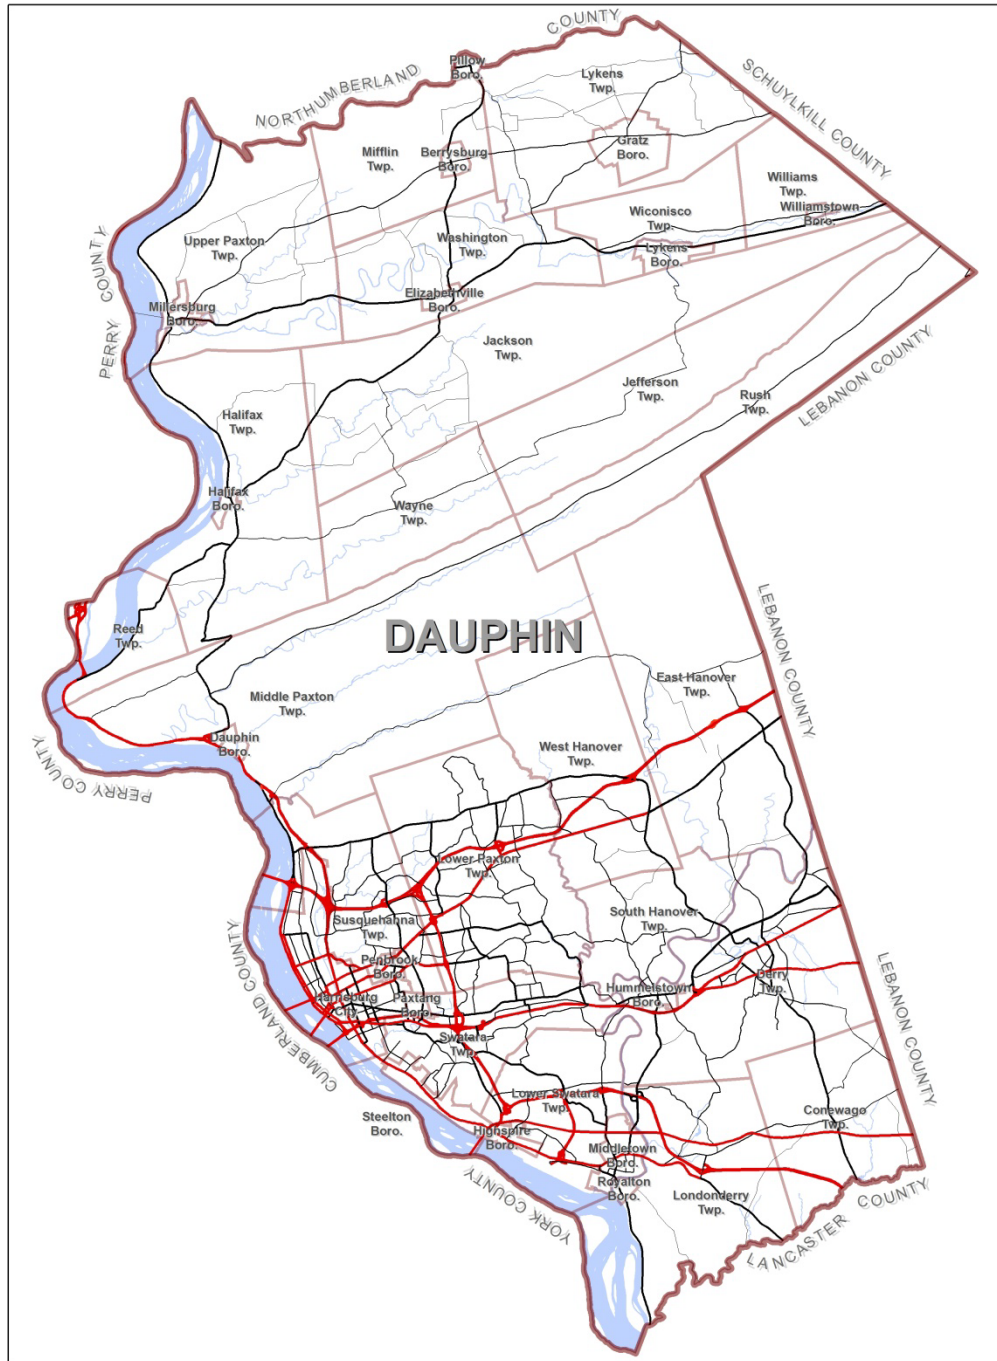 COUNTY
NORTHUMBERLAND
Pillow
Boro.
Lykens
Twp.
SCHUYLKILL COUNTY
Mifflin
Twp.
Berrysburg
Boro.
Gratz
Boro.
Williams
Twp.
Williamstown
Boro.
Wiconisco
Twp.
Upper Paxton
Twp.
Washington
Twp.
Lykens
Boro.
PERRY COUNTY
Millersburg
Boro.
Elizabethville
Boro.
Jackson
Twp.
Jefferson
Twp.
Rush
Twp.
LEBANON COUNTY
Halifax
Twp.
Halifax
Boro.
Wayne
Twp.
Reed
Twp.
DAUPHIN
LEBANON COUNTY
East Hanover
Twp.
Middle Paxton
Twp.
Dauphin
Boro.
West Hanover
Twp.
PERRY COUNTY
Lower Paxton
Twp.
Susquehanna
Twp.
South Hanover
Twp.
Penbrook
Boro.
Harrisburg
City
Paxtang
Boro.
Hummelstown
Boro.
Derry
Twp.
LEBANON COUNTY
CUMBERLAND COUNTY
Swatara
Twp.
Lower Swatara
Twp.
Steelton
Boro.
Highspire
Boro.
Conewago
Twp.
Middletown
Boro.
Royalton
Boro.
Londonderry
Twp.
YORK COUNTY
LANCASTER COUNTY